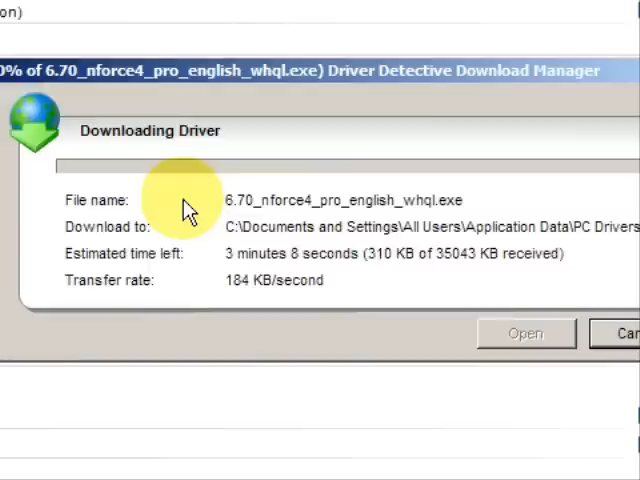 on)
0% of 6.70_nforce4_pro_english_whql.exe) Driver Detective Download Manager
Downloading Driver
File name: 6.70_nforce4_pro_english_whql.exe
Download to: C:\Documents and Settings\All Users\Application Data\PC Drivers
Estimated time left: 3 minutes 8 seconds (310 KB of 35043 KB received)
Transfer rate: 184 KB/second
Open Can